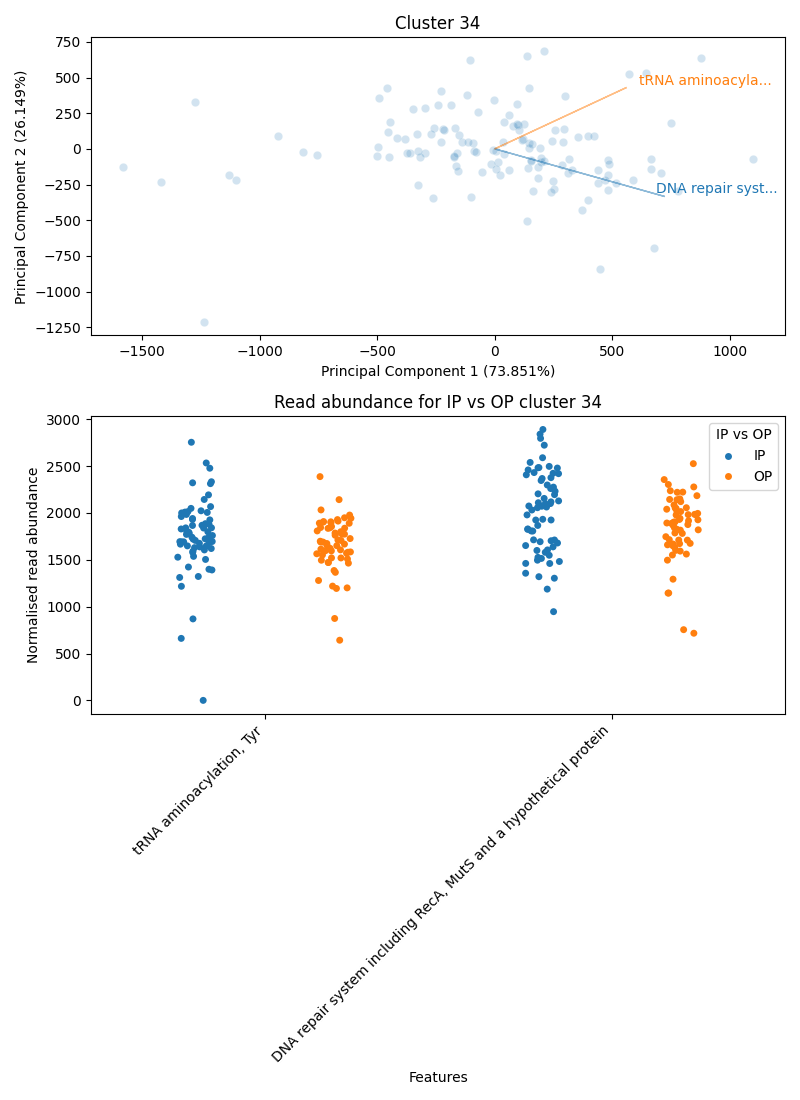 Cluster 34
750
500
250
0
−250
−500
−750
−1000
−1250
Principal Component 2 (26.149%)
tRNA aminoacyla...
DNA repair syst...
−1500 −1000 −500 0 500 1000
Principal Component 1 (73.851%)
Read abundance for IP vs OP cluster 34
3000
2500
2000
1500
1000
500
0
Normalised read abundance
IP vs OP
IP
OP
tRNA aminoacylation, Tyr
DNA repair system including RecA, MutS and a hypothetical protein
Features